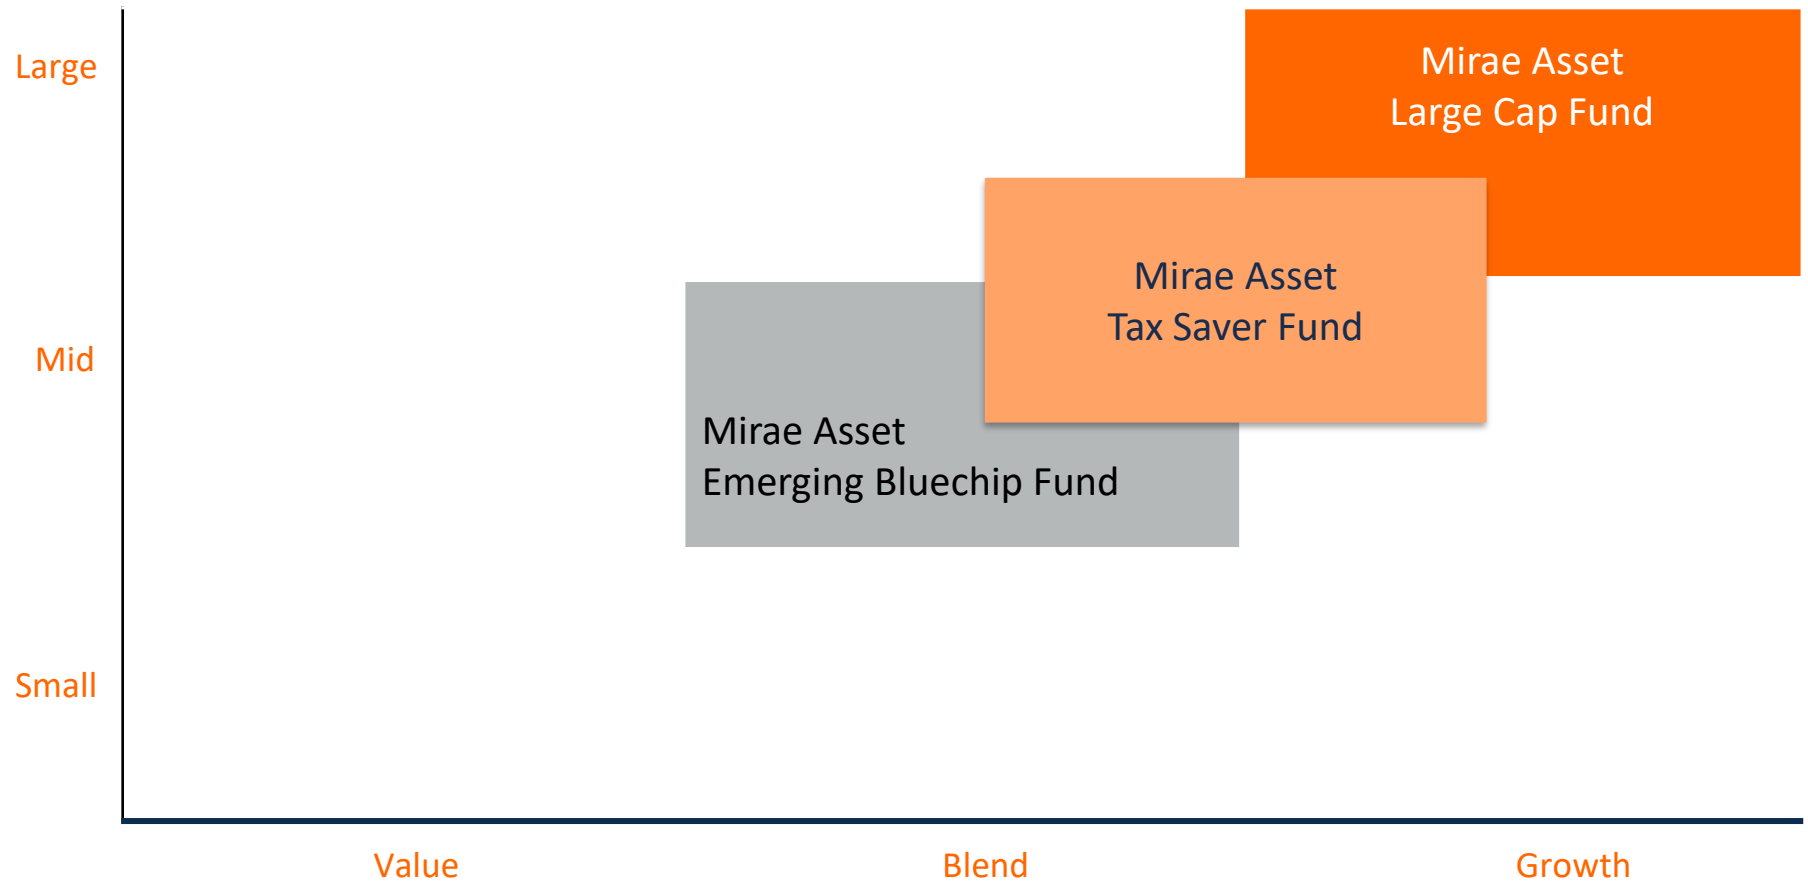 Large
Mirae Asset
Large Cap Fund
Mirae Asset
Tax Saver Fund
Mid
Mirae Asset
Emerging Bluechip Fund
Small
Value
Blend
Growth